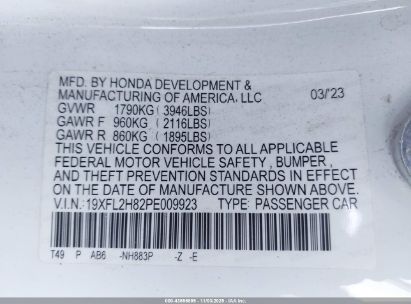 MFD. BY HONDA DEVELOPMENT &
MANUFACTURING OF AMERICA, LLC 03/'23
GVWR 1790KG (3946LBS)
GAWR F 960KG (2116LBS)
GAWR R 860KG (1895LBS)
THIS VEHICLE CONFORMS TO ALL APPLICABLE
FEDERAL MOTOR VEHICLE SAFETY , BUMPER ,
AND THEFT PREVENTION STANDARDS IN EFFECT
ON THE DATE OF MANUFACTURE SHOWN ABOVE.
V.I.N.: 19XFL2H82PE009923 TYPE: PASSENGER CAR
T49 P AB6 -NH883P -Z -E